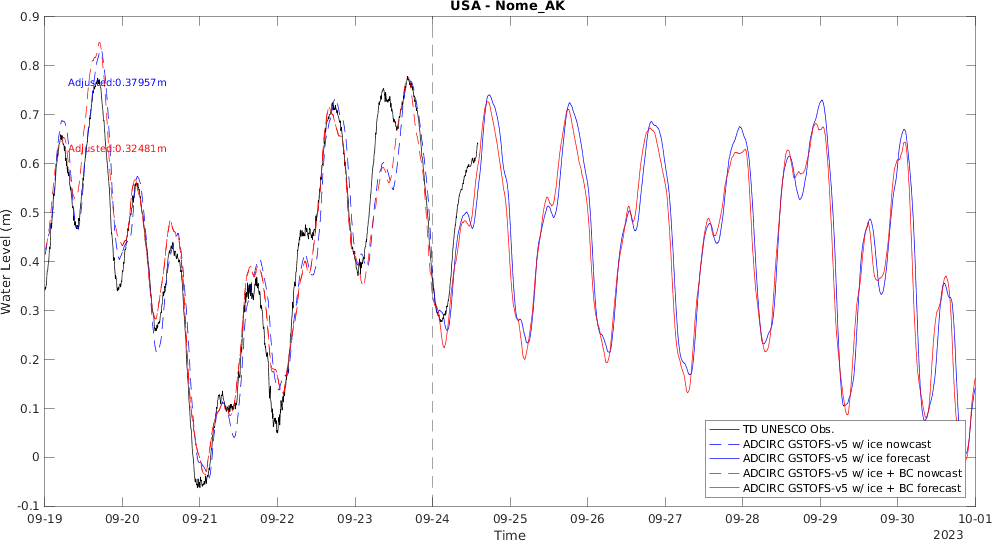 USA - Nome_AK
0.9
0.8
0.7
0.6
0.5
0.4
0.3
0.2
0.1
0
-0.1
Water Level (m)
Adjusted:0.37957m
Adjusted:0.32481m
TD UNESCO Obs.
ADCIRC GSTOFS-v5 w/ ice nowcast
ADCIRC GSTOFS-v5 w/ ice forecast
ADCIRC GSTOFS-v5 w/ ice + BC nowcast
ADCIRC GSTOFS-v5 w/ ice + BC forecast
09-19 09-20 09-21 09-22 09-23 09-24 09-25 09-26 09-27 09-28 09-29 09-30 10-01
Time
2023